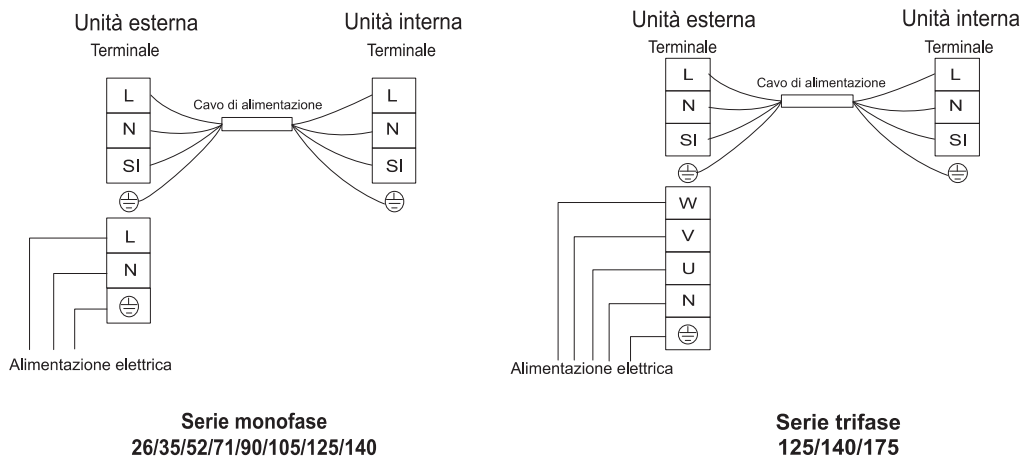 Unità esterna
Terminale
Unità interna
Terminale
L
N
SI
Cavo di alimentazione
L
N
SI
L
N
Alimentazione elettrica
Serie monofase
26/35/52/71/90/105/125/140
Unità esterna
Terminale
Unità interna
Terminale
L
N
SI
Cavo di alimentazione
L
N
SI
W
V
U
N
Alimentazione elettrica
Serie trifase
125/140/175